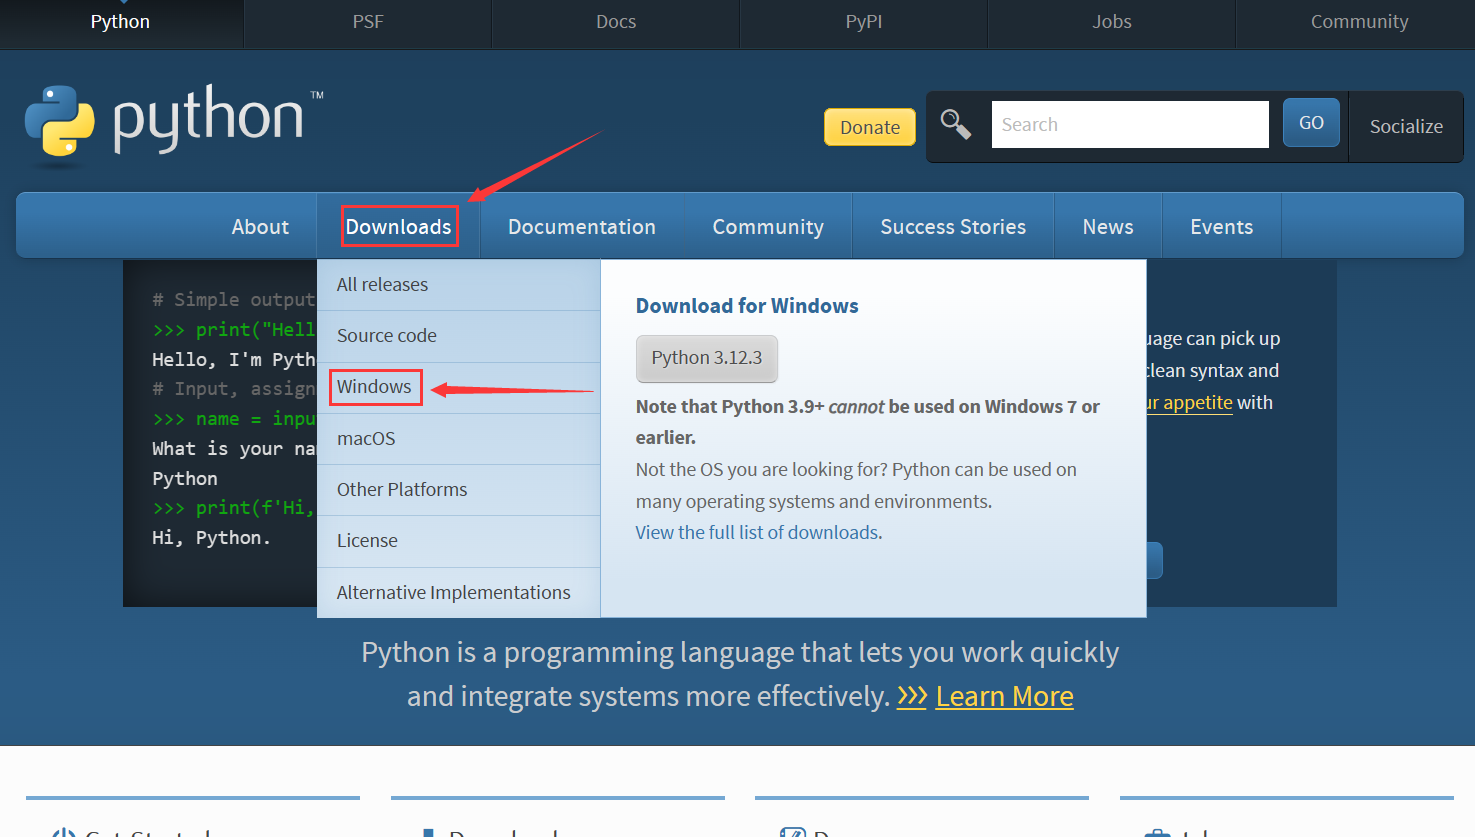 Python
PSF
Docs
PyPI
Jobs
Community
python™
Donate
Search
GO
Socialize
About
Downloads
Documentation
Community
Success Stories
News
Events
# Simple output
>>> print("Hell
Hello, I'm Pyth
# Input, assign
>>> name = inpu
What is your na
Python
>>> print(f'Hi,
Hi, Python.
All releases
Source code
Windows
macOS
Other Platforms
License
Alternative Implementations
Download for Windows
Python 3.12.3
Note that Python 3.9+ cannot be used on Windows 7 or
earlier.
Not the OS you are looking for? Python can be used on
many operating systems and environments.
View the full list of downloads.
uage can pick up
clean syntax and
ur appetite with
Python is a programming language that lets you work quickly
and integrate systems more effectively. >>> Learn More